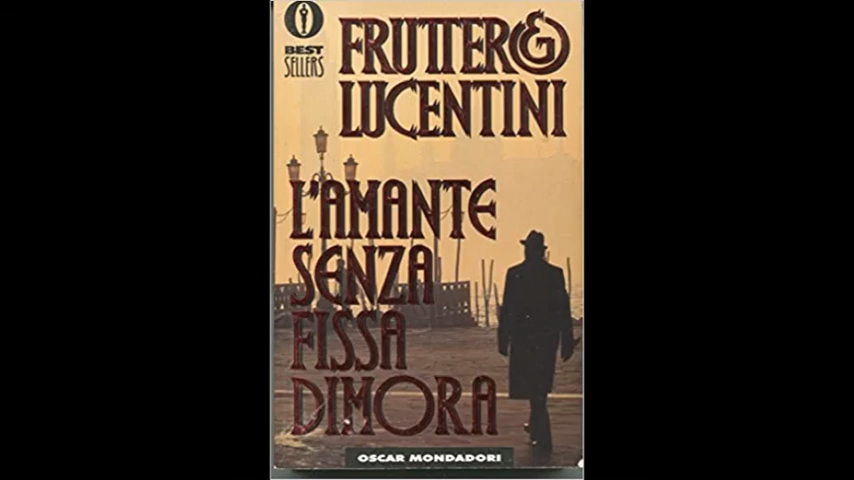 BEST
SELLERS
FRUTTERO&
LUCENTINI
L'AMANTE
SENZA
FISSA
DIMORA
OSCAR MONDADORI